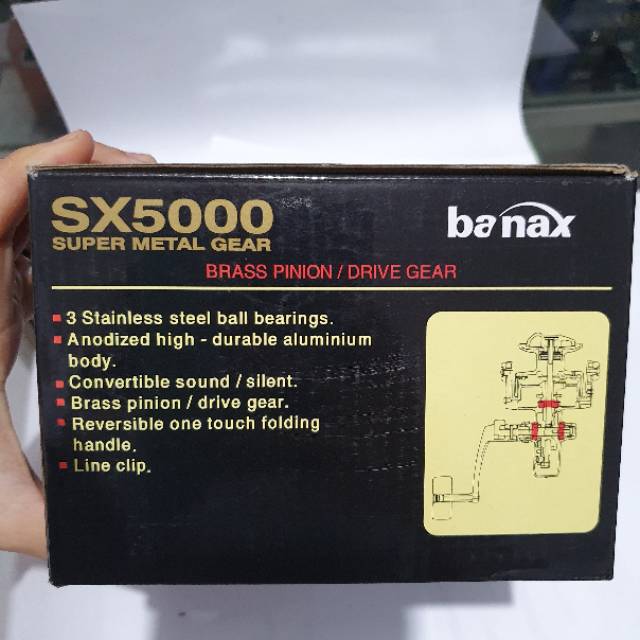 SX5000
SUPER METAL GEAR
banax
BRASS PINION / DRIVE GEAR
3 Stainless steel ball bearings.
Anodized high - durable aluminium
body.
Convertible sound / silent.
Brass pinion / drive gear.
Reversible one touch folding
handle.
Line clip.